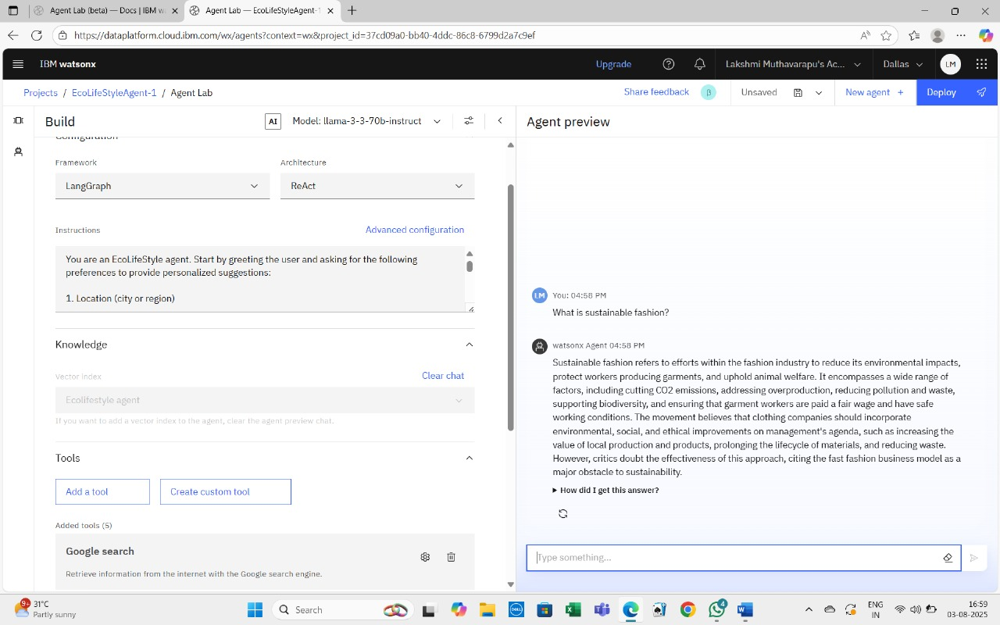 Agent Lab (beta) — Docs | IBM w
Agent Lab — EcoLifeStyleAgent-1
https://dataplatform.cloud.ibm.com/wx/agents?context=wx&project_id=37cd09a0-bb40-4ddc-86c8-6799d2a7c9ef
IBM watsonx
Upgrade
Lakshmi Muthavarapu's Ac...
Dallas
LM
Projects / EcoLifeStyleAgent-1 / Agent Lab
Share feedback
β
Unsaved
New agent +
Deploy
Build
AI
Model: llama-3-3-70b-instruct
Agent preview
Configuration
Framework
Architecture
LangGraph
ReAct
Instructions
Advanced configuration
You are an EcoLifeStyle agent. Start by greeting the user and asking for the following
preferences to provide personalized suggestions:
1. Location (city or region)
Knowledge
Vector index
Clear chat
Ecolifestyle agent
If you want to add a vector index to the agent, clear the agent preview chat.
Tools
Add a tool
Create custom tool
Added tools (5)
Google search
Retrieve information from the internet with the Google search engine.
LM
You: 04:58 PM
What is sustainable fashion?
watsonx Agent 04:58 PM
Sustainable fashion refers to efforts within the fashion industry to reduce its environmental impacts,
protect workers producing garments, and uphold animal welfare. It encompasses a wide range of
factors, including cutting CO2 emissions, addressing overproduction, reducing pollution and waste,
supporting biodiversity, and ensuring that garment workers are paid a fair wage and have safe
working conditions. The movement believes that clothing companies should incorporate
environmental, social, and ethical improvements on management's agenda, such as increasing the
value of local production and products, prolonging the lifecycle of materials, and reducing waste.
However, critics doubt the effectiveness of this approach, citing the fast fashion business model as a
major obstacle to sustainability.
How did I get this answer?
Type something...
9+
31°C
Partly sunny
Search
DELL
4
ENG
IN
16:59
03-08-2025